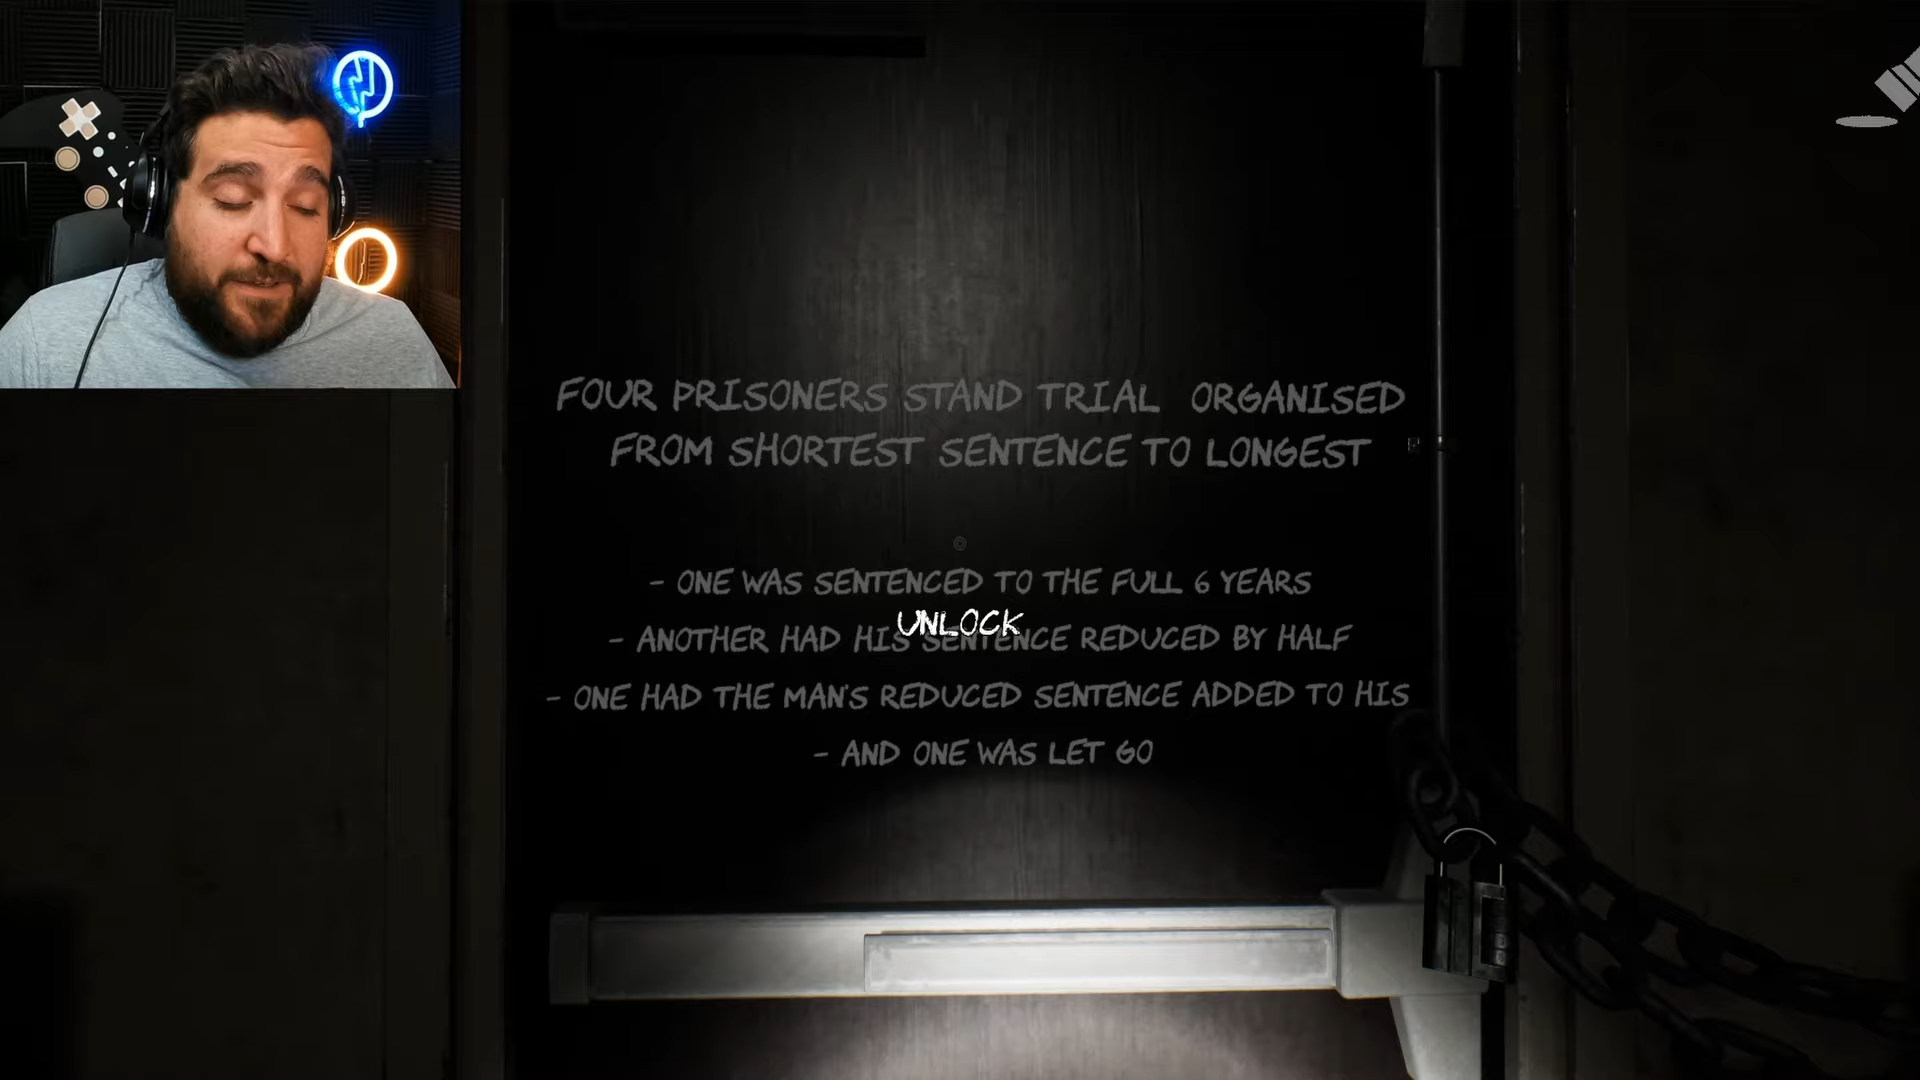 FOUR PRISONERS STAND TRIAL ORGANISED
FROM SHORTEST SENTENCE TO LONGEST
- ONE WAS SENTENCED TO THE FULL 6 YEARS
UNLOCK
- ANOTHER HAD HIS SENTENCE REDUCED BY HALF
- ONE HAD THE MAN'S REDUCED SENTENCE ADDED TO HIS
- AND ONE WAS LET GO